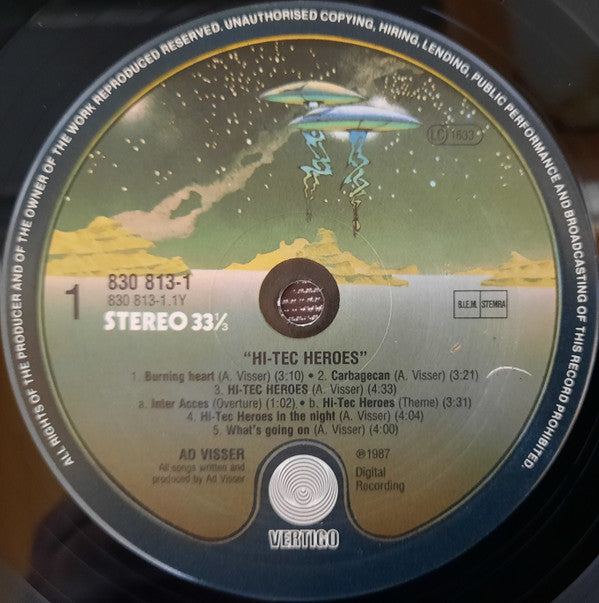 ALL RIGHTS OF THE PRODUCER AND OF THE OWNER OF THE WORK REPRODUCED RESERVED. UNAUTHORISED COPYING, HIRING, LENDING, PUBLIC PERFORMANCE AND BROADCASTING OF THIS RECORD PROHIBITED.
LC 1633
1
830 813-1
830 813-1.1Y
STEREO 33⅓
B.I.E.M. STEMRA
"HI-TEC HEROES"
1. Burning heart (A. Visser) (3:10) • 2. Carbagecan (A. Visser) (3:21)
3. HI-TEC HEROES (A. Visser) (4:33)
a. Inter Acces (Overture) (1:02) • b. Hi-Tec Heroes (Theme) (3:31)
4. Hi-Tec Heroes in the night (A. Visser) (4:04)
5. What's going on (A. Visser) (4:00)
AD VISSER
All songs written and
produced by Ad Visser
℗1987
Digital
Recording
VERTIGO